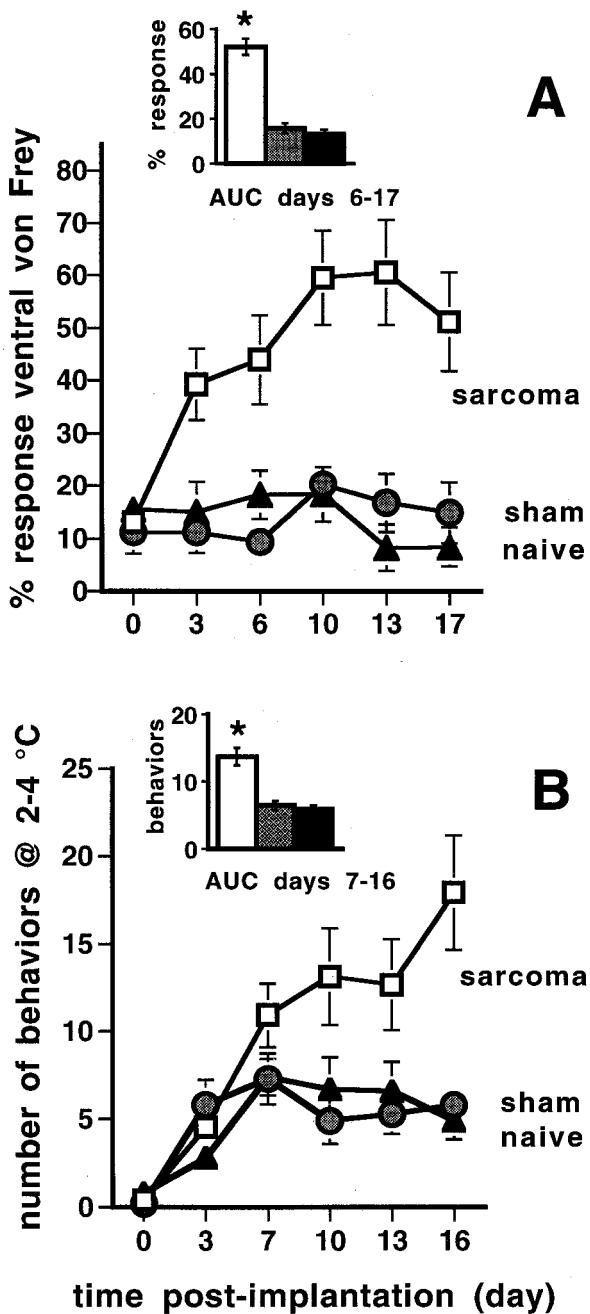 A
% response
60
40
20
0
*
AUC days 6-17
% response ventral von Frey
80
70
60
50
40
30
20
10
0
sarcoma
sham
naive
0 3 6 10 13 17
B
behaviors
20
10
0
*
AUC days 7-16
number of behaviors @ 2-4 °C
25
20
15
10
5
0
sarcoma
sham
naive
0 3 7 10 13 16
time post-implantation (day)